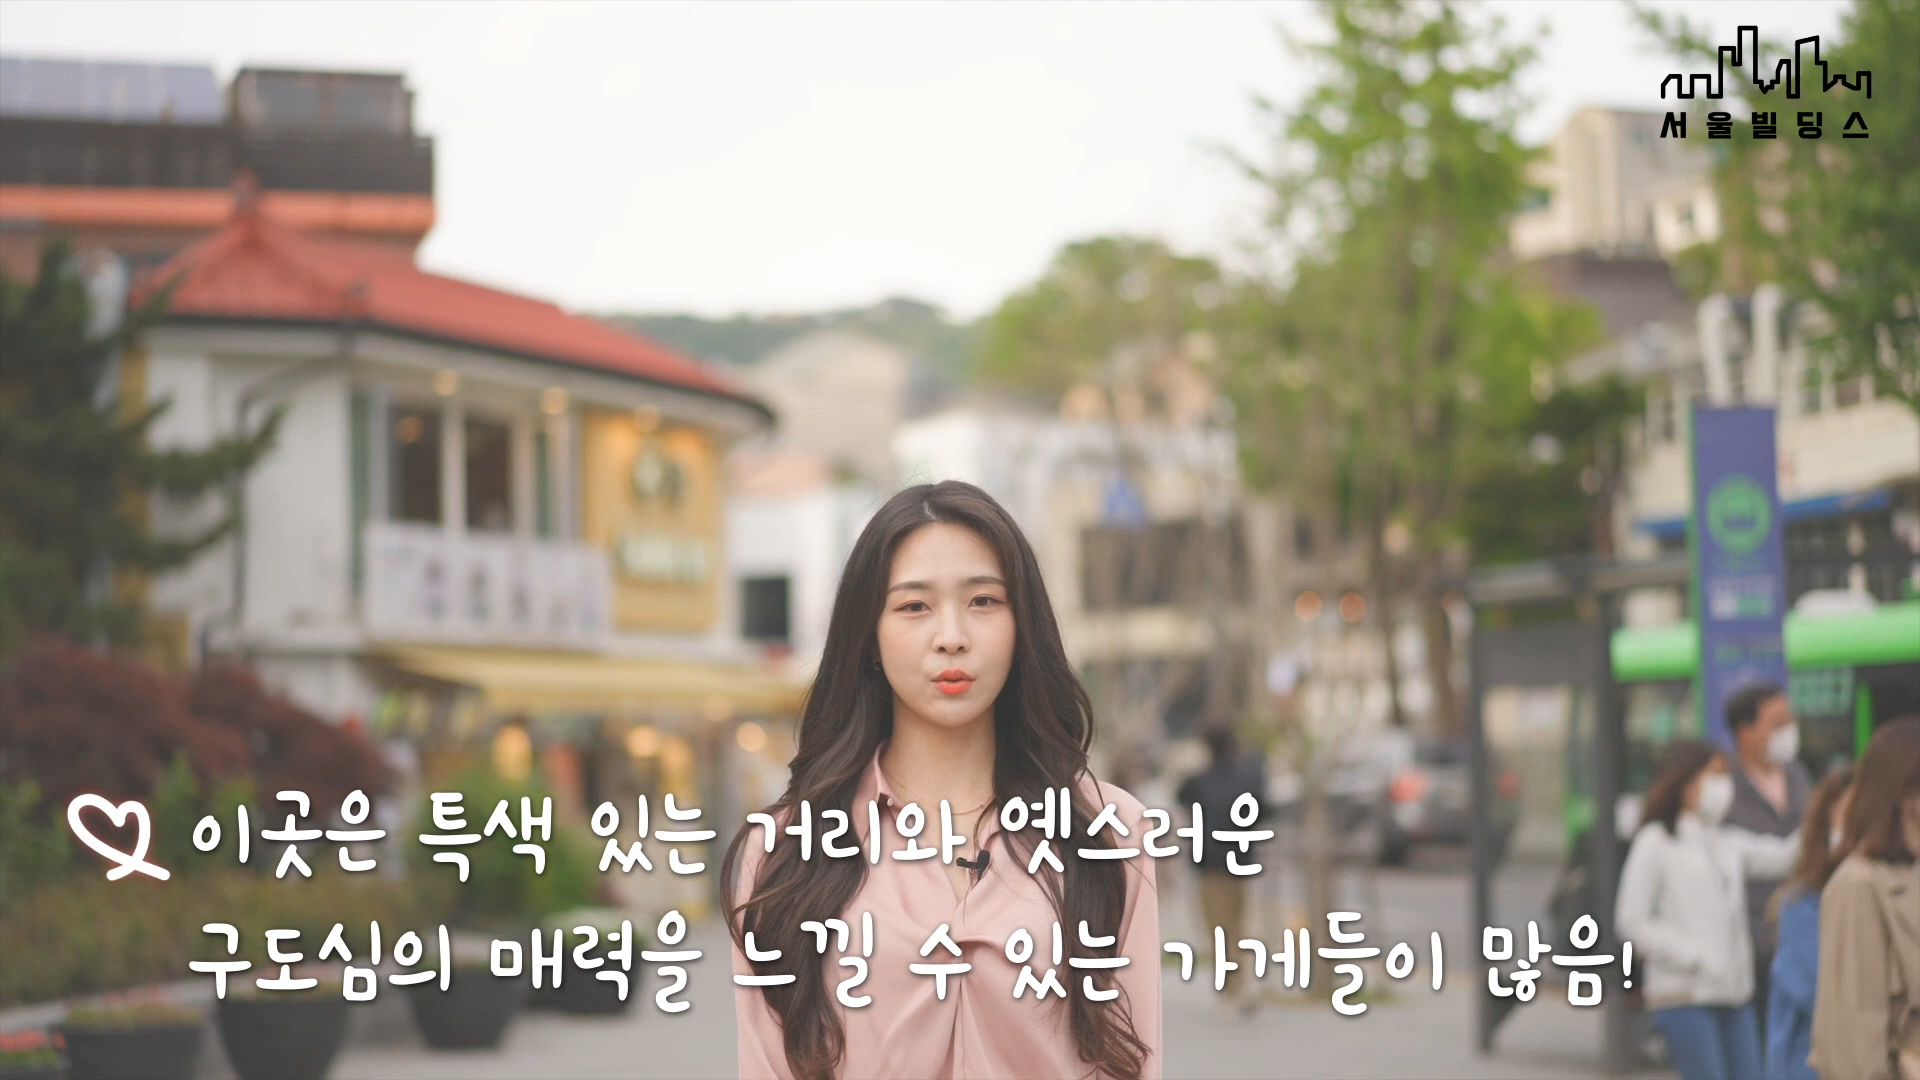 서울빌딩스
이곳은 특색 있는 거리와 옛스러운
구도심의 매력을 느낄 수 있는 가게들이 많음!